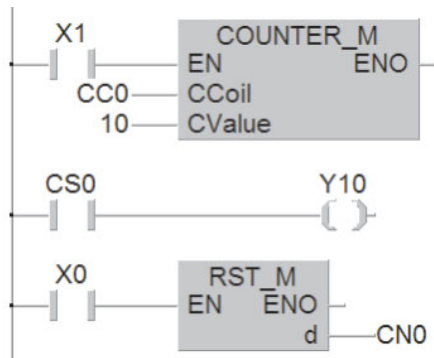 X1
COUNTER_M
EN ENO
CC0 CCoil
10 CValue
CS0 Y10
X0
RST_M
EN ENO
d CN0